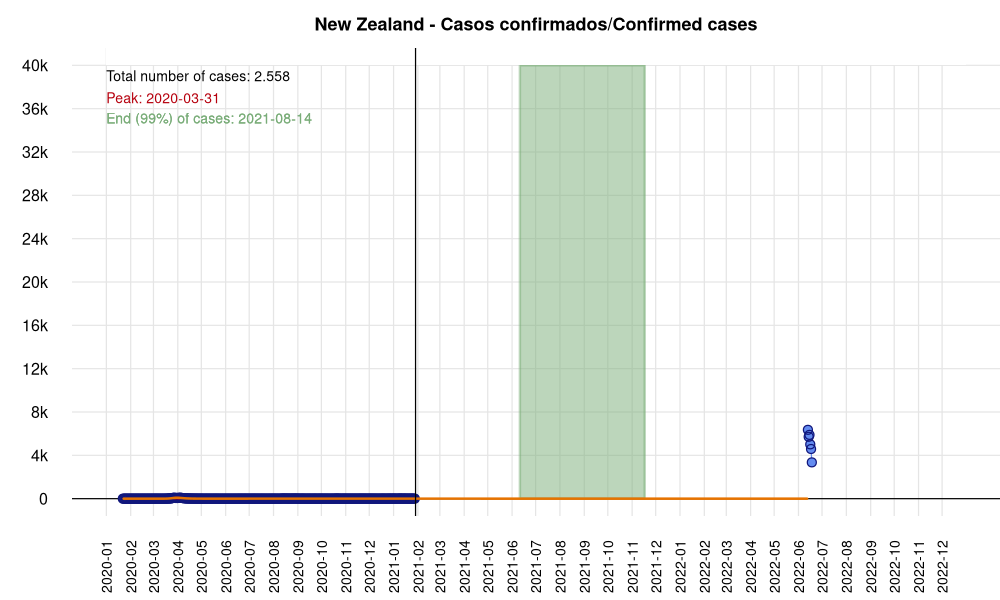 New Zealand - Casos confirmados/Confirmed cases
Total number of cases: 2.558
Peak: 2020-03-31
End (99%) of cases: 2021-08-14
40k
36k
32k
28k
24k
20k
16k
12k
8k
4k
0
2020-01
2020-02
2020-03
2020-04
2020-05
2020-06
2020-07
2020-08
2020-09
2020-10
2020-11
2020-12
2021-01
2021-02
2021-03
2021-04
2021-05
2021-06
2021-07
2021-08
2021-09
2021-10
2021-11
2021-12
2022-01
2022-02
2022-03
2022-04
2022-05
2022-06
2022-07
2022-08
2022-09
2022-10
2022-11
2022-12